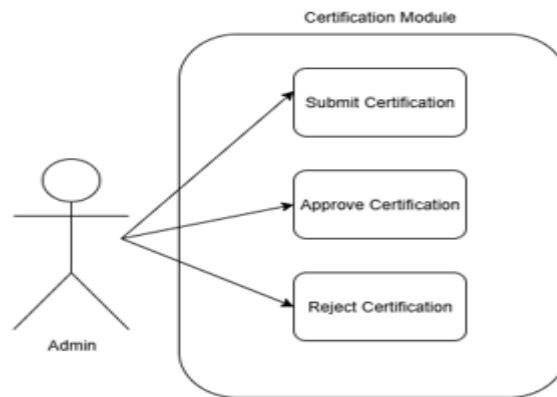 Certification Module
Submit Certification
Approve Certification
Reject Certification
Admin